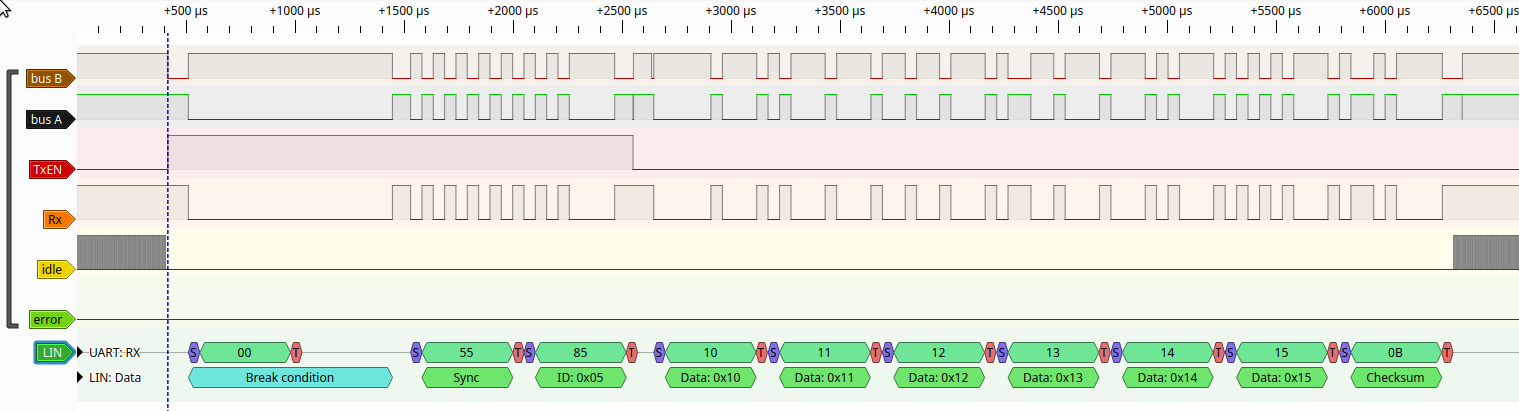 +500 µs +1000 µs +1500 µs +2000 µs +2500 µs +3000 µs +3500 µs +4000 µs +4500 µs +5000 µs +5500 µs +6000 µs +6500 µs
bus B
bus A
TxEN
Rx
idle
error
LIN UART: RX S 00 T S 55 T S 85 T S 10 T S 11 T S 12 T S 13 T S 14 T S 15 T S 0B T
LIN: Data Break condition Sync ID: 0x05 Data: 0x10 Data: 0x11 Data: 0x12 Data: 0x13 Data: 0x14 Data: 0x15 Checksum